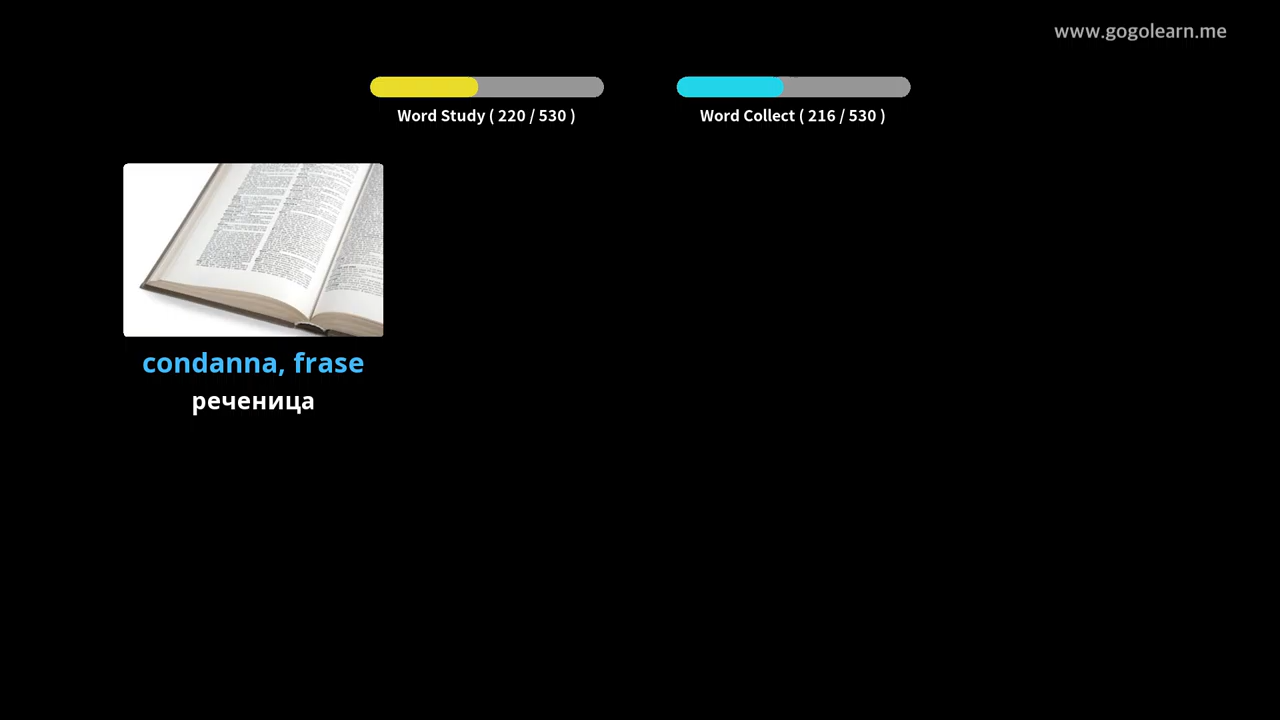 www.gogolearn.me
Word Study ( 220 / 530 )
Word Collect ( 216 / 530 )
condanna, frase
реченица